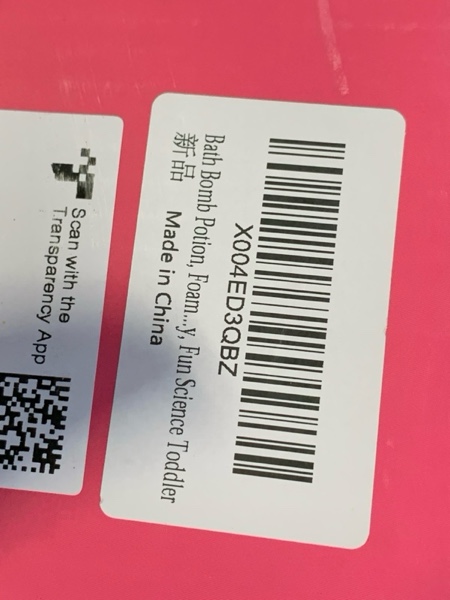 X004ED3QBZ
Bath Bomb Potion, Foam...y, Fun Science Toddler
新品 Made in China
Scan with the
Transparency App